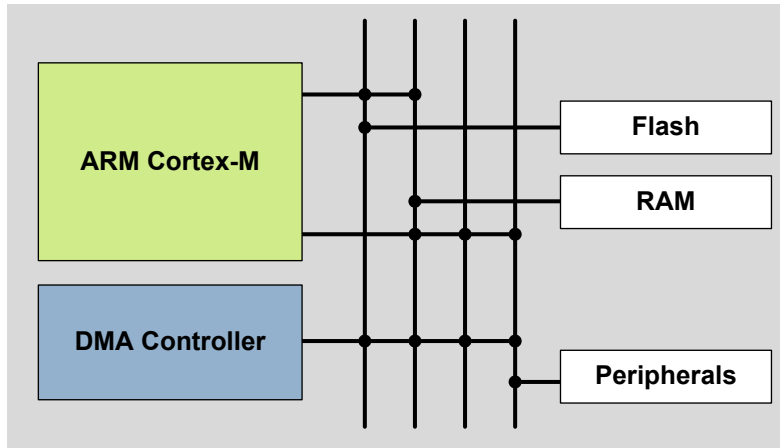 ARM Cortex-M
Flash
RAM
DMA Controller
Peripherals